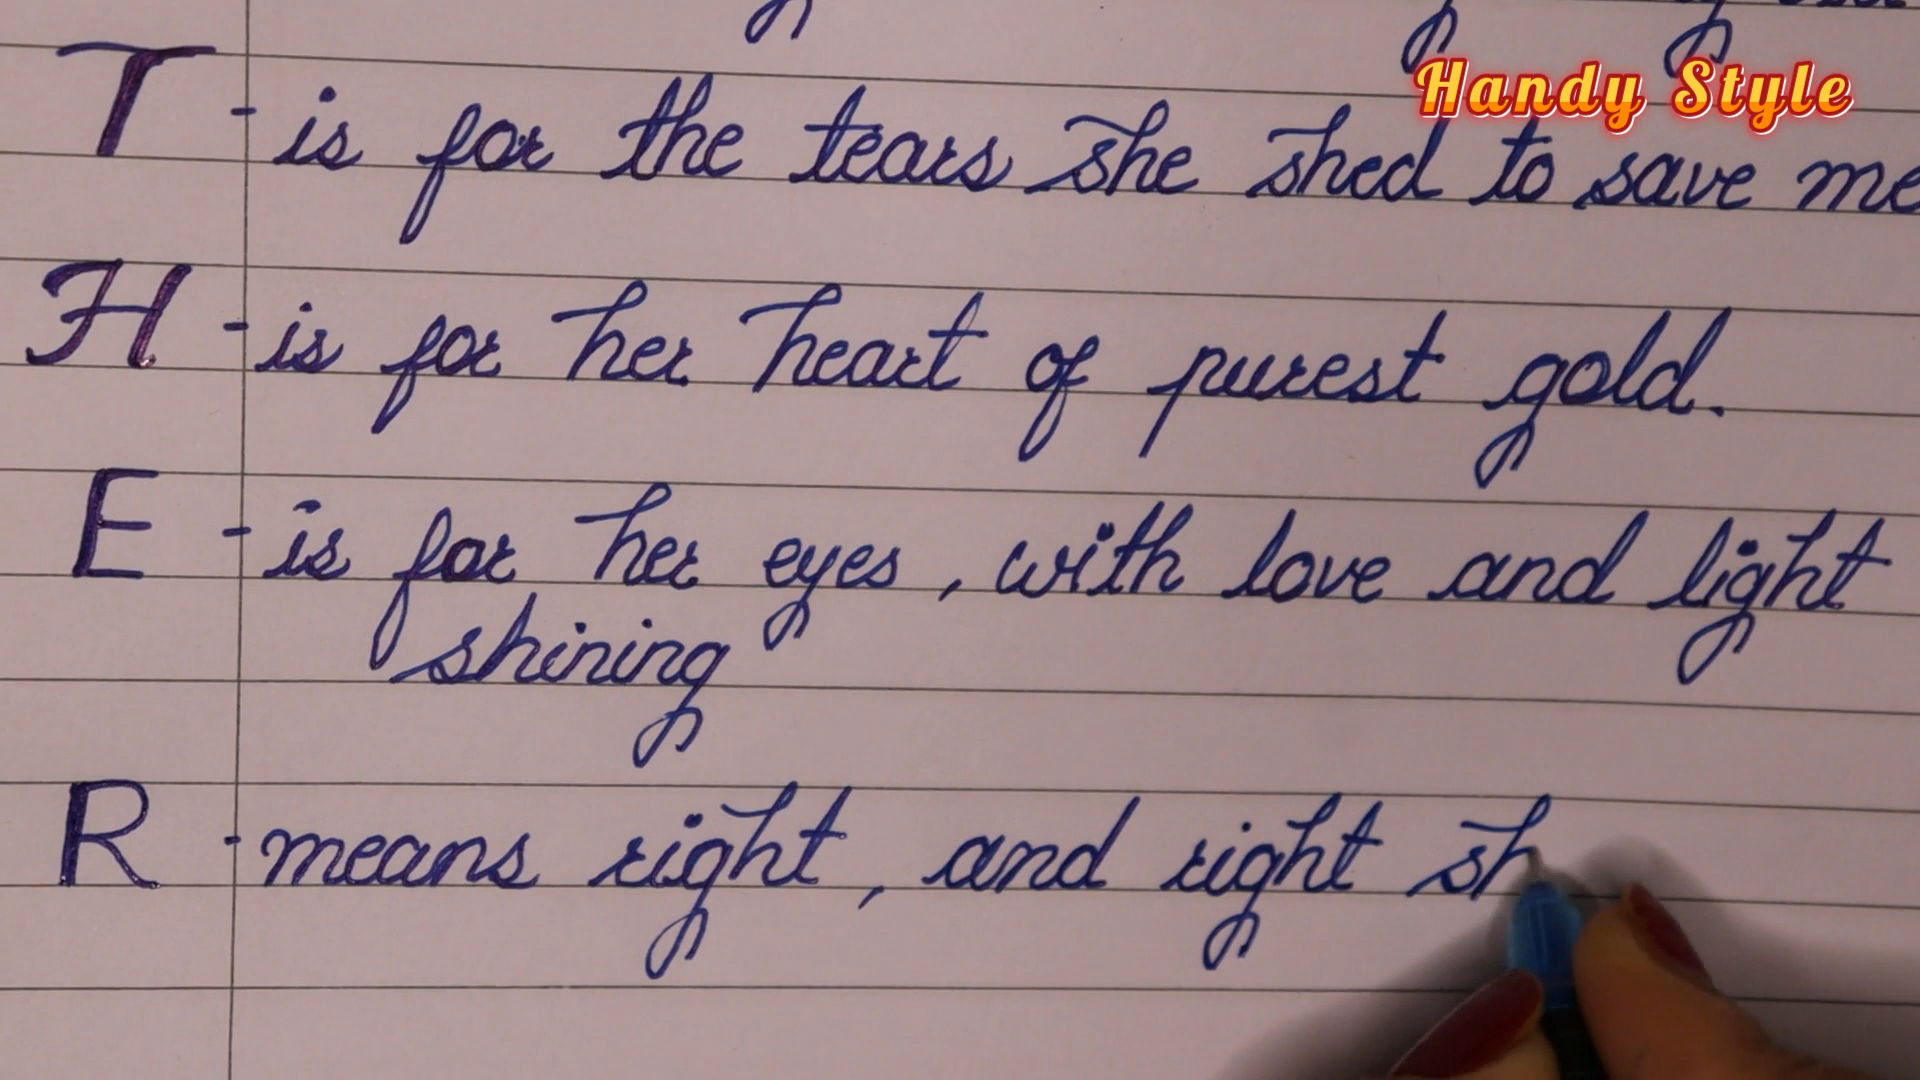 Handy Style
T - is for the tears she shed to save me
H - is for her heart of purest gold.
E - is for her eyes, with love and light
shining
R - means right, and right sh